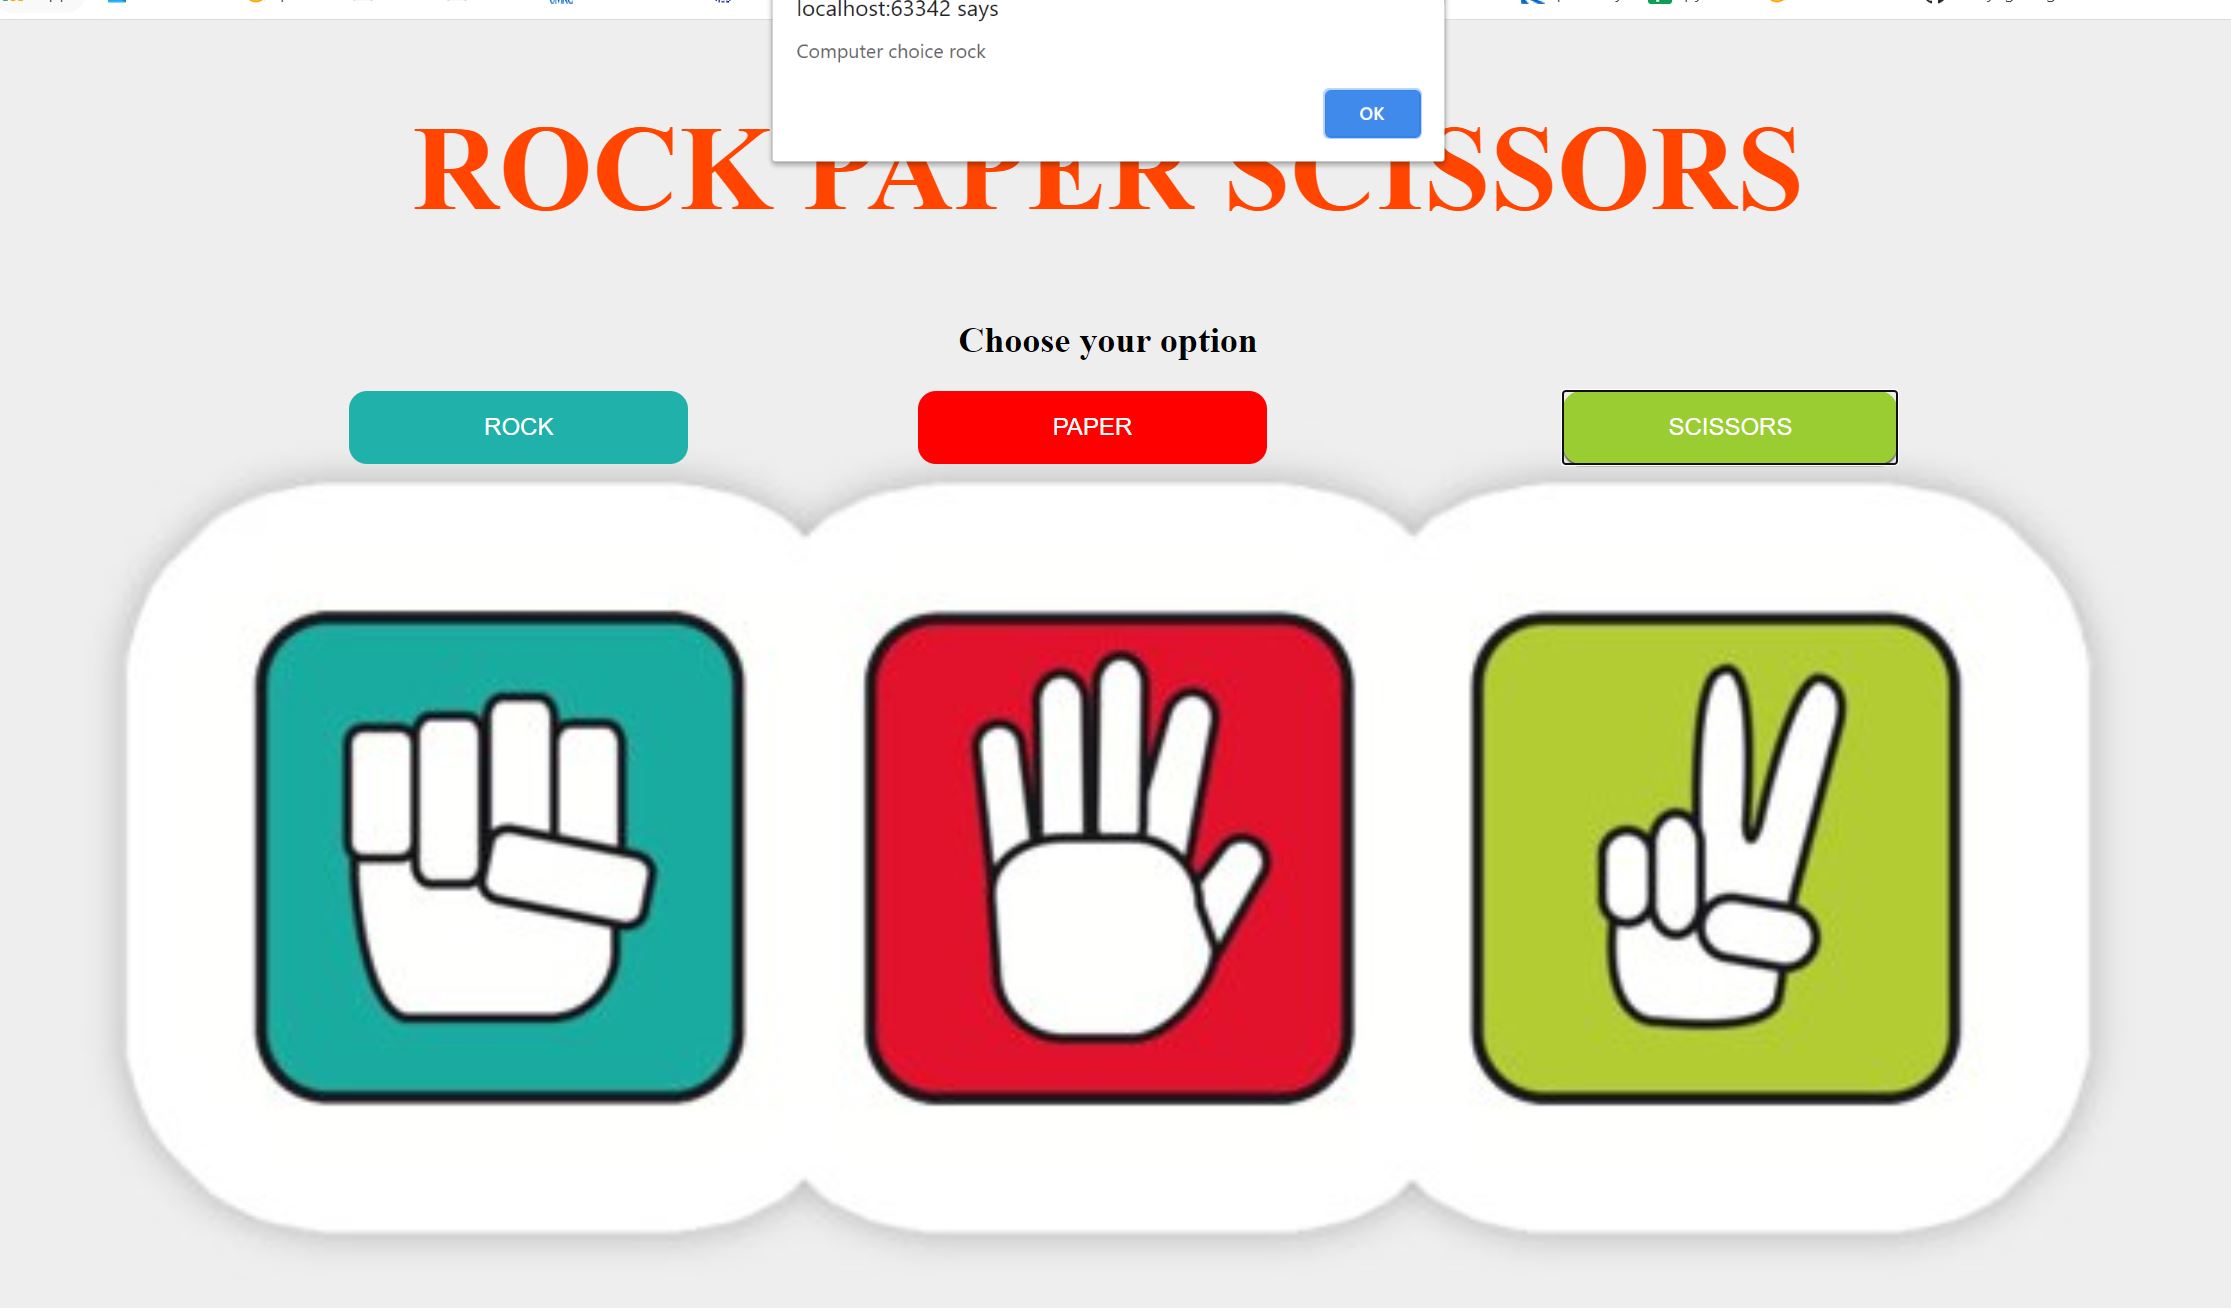 localhost:63342 says
Computer choice rock
OK
ROCK PAPER SCISSORS
Choose your option
ROCK
PAPER
SCISSORS